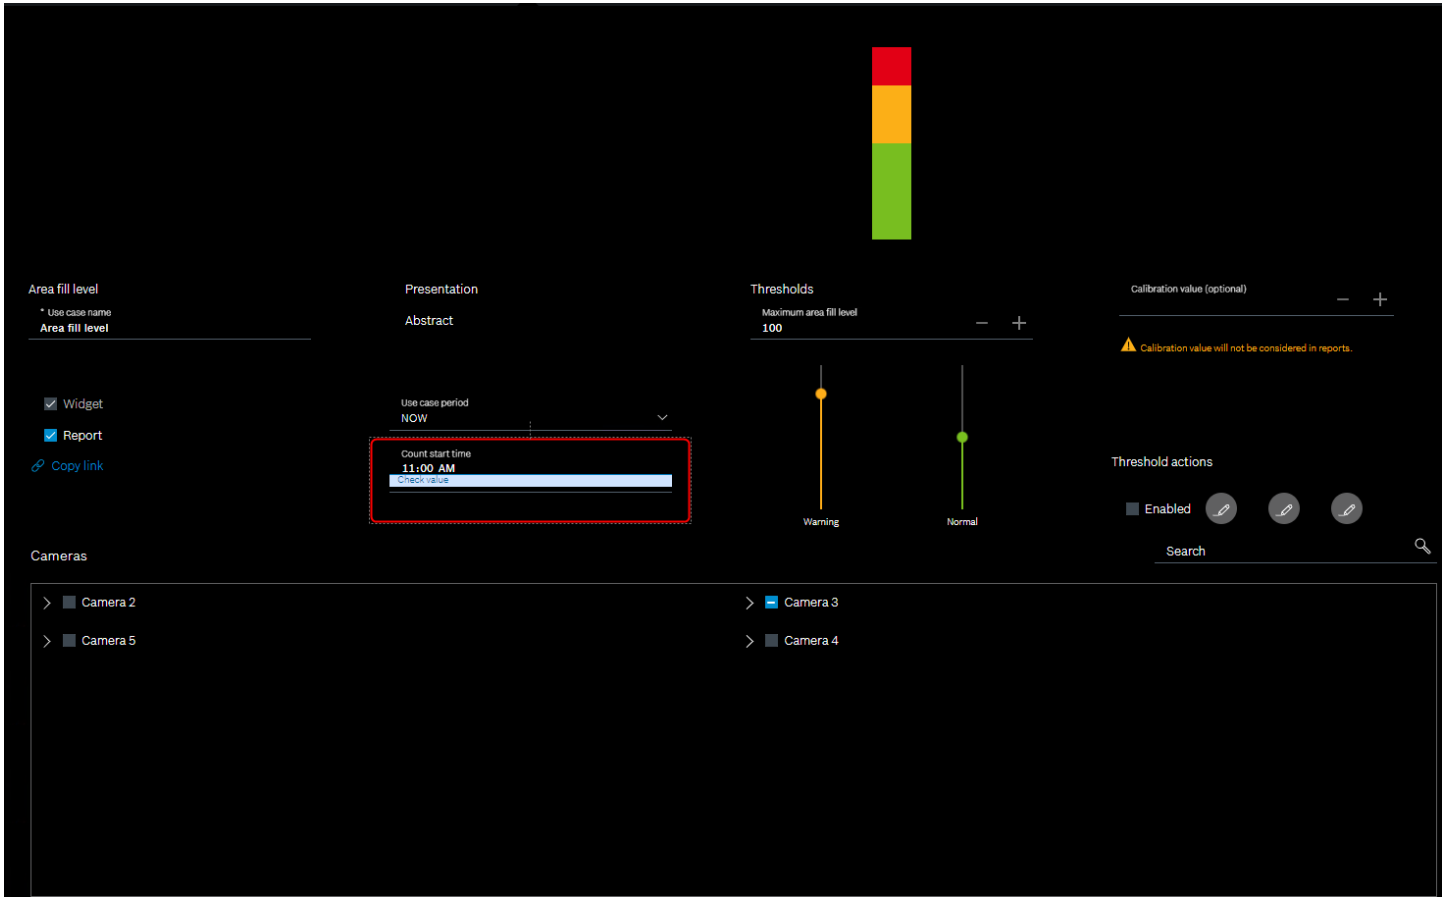 Area fill level
* Use case name
Area fill level
Widget
Report
Copy link
Presentation
Abstract
Use case period
NOW
Count start time
11:00 AM
Check value
Thresholds
Maximum area fill level
100
Warning
Normal
Calibration value (optional)
Calibration value will not be considered in reports.
Threshold actions
Enabled
Search
Cameras
Camera 2
Camera 3
Camera 5
Camera 4